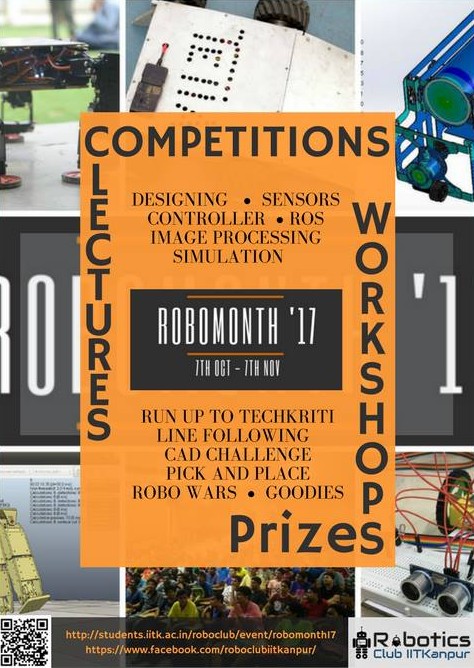 COMPETITIONS
LECTURES
WORKSHOPS
DESIGNING • SENSORS
CONTROLLER • ROS
IMAGE PROCESSING
SIMULATION
ROBOMONTH '17
7TH OCT - 7TH NOV
RUN UP TO TECHKRITI
LINE FOLLOWING
CAD CHALLENGE
PICK AND PLACE
ROBO WARS • GOODIES
Prizes
http://students.iitk.ac.in/roboclub/event/robomonth17
https://www.facebook.com/roboclubiitkanpur/
Robotics
Club IITKanpur